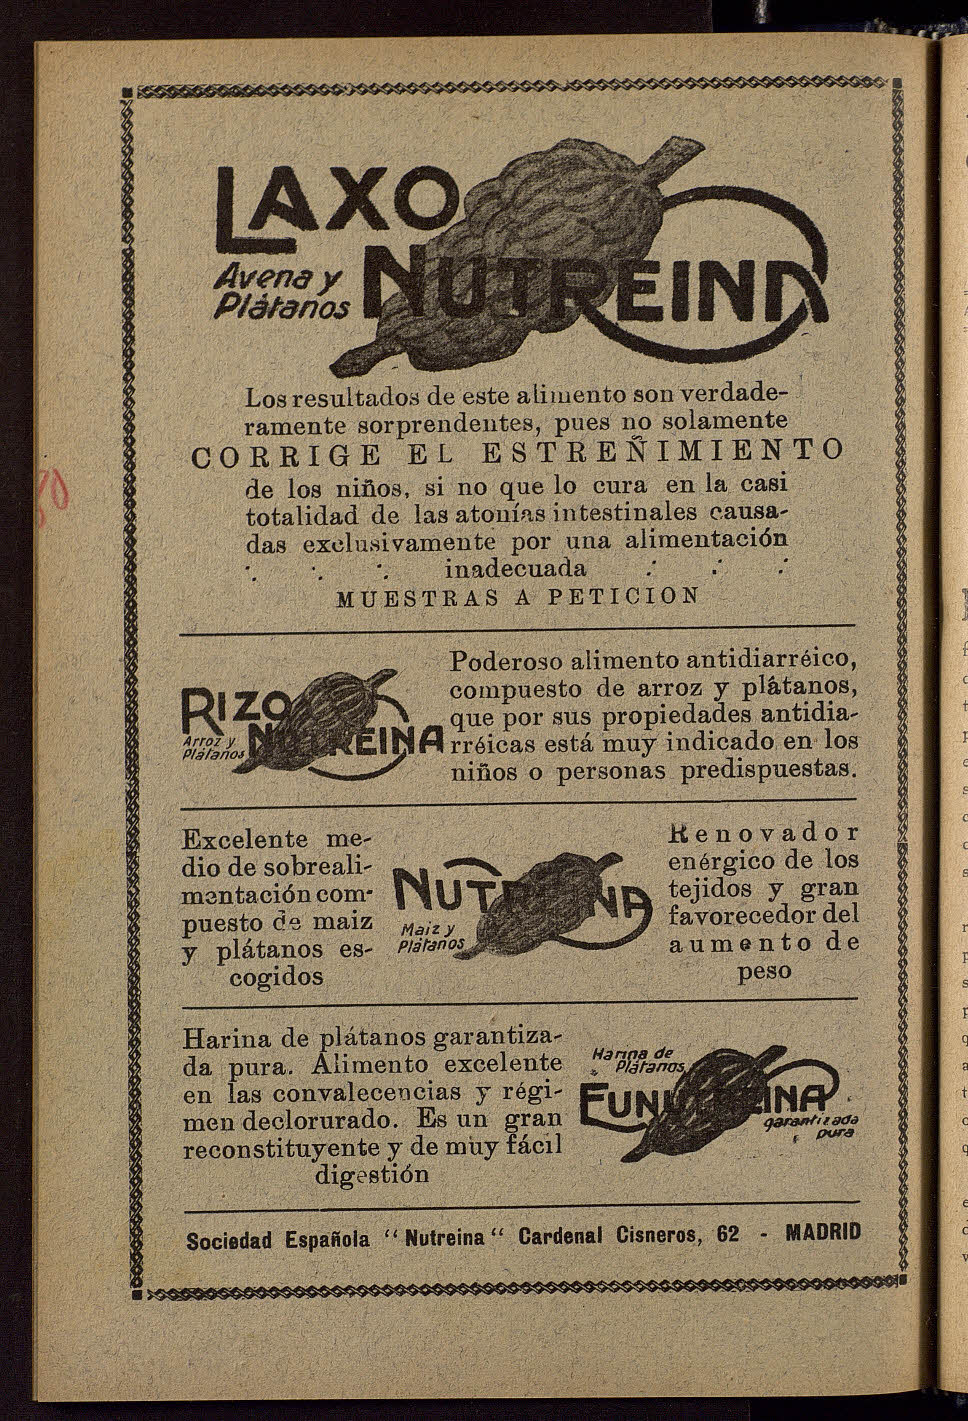 LAXO
NUTREINA
Avena y
Plátanos
Los resultados de este alimento son verdade-
ramente sorprendentes, pues no solamente
CORRIGE EL ESTREÑIMIENTO
de los niños, si no que lo cura en la casi
totalidad de las atonías intestinales causa-
das exclusivamente por una alimentación
inadecuada
MUESTRAS A PETICION
RIZO
NUTREINA
Arroz y
Plátanos
Poderoso alimento antidiarréico,
compuesto de arroz y plátanos,
que por sus propiedades antidia-
rréicas está muy indicado en los
niños o personas predispuestas.
Excelente me-
dio de sobreali-
mentación com-
puesto de maiz
y plátanos es-
cogidos
NUTREINA
Maiz y
Plátanos
Renovador
enérgico de los
tejidos y gran
favorecedor del
aumento de
peso
Harina de plátanos garantiza-
da pura. Alimento excelente
en las convalecencias y régi-
men declorurado. Es un gran
reconstituyente y de muy fácil
digestión
Harina de
Plátanos
FUNUTREINA
garantizada
pura
Sociedad Española “Nutreina“ Cardenal Cisneros, 62 - MADRID